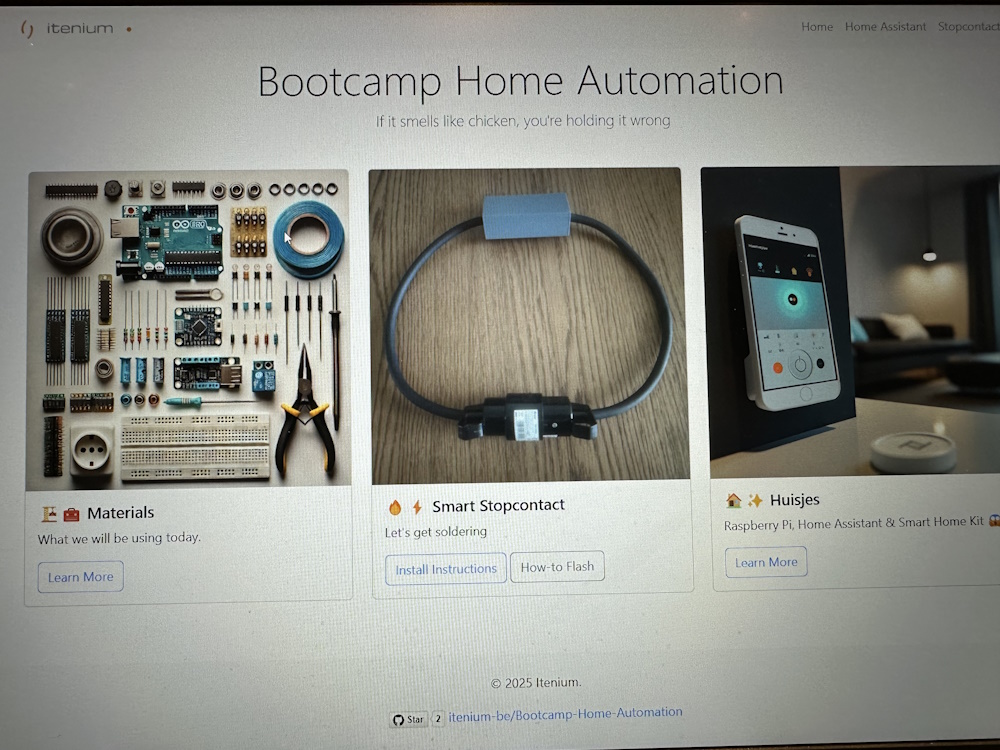 itenium
Home Home Assistant Stopcontact
Bootcamp Home Automation
If it smells like chicken, you're holding it wrong
Materials
What we will be using today.
Learn More
Smart Stopcontact
Let's get soldering
Install Instructions
How-to Flash
Huisjes
Raspberry Pi, Home Assistant & Smart Home Kit
Learn More
© 2025 Itenium.
Star 2 itenium-be/Bootcamp-Home-Automation